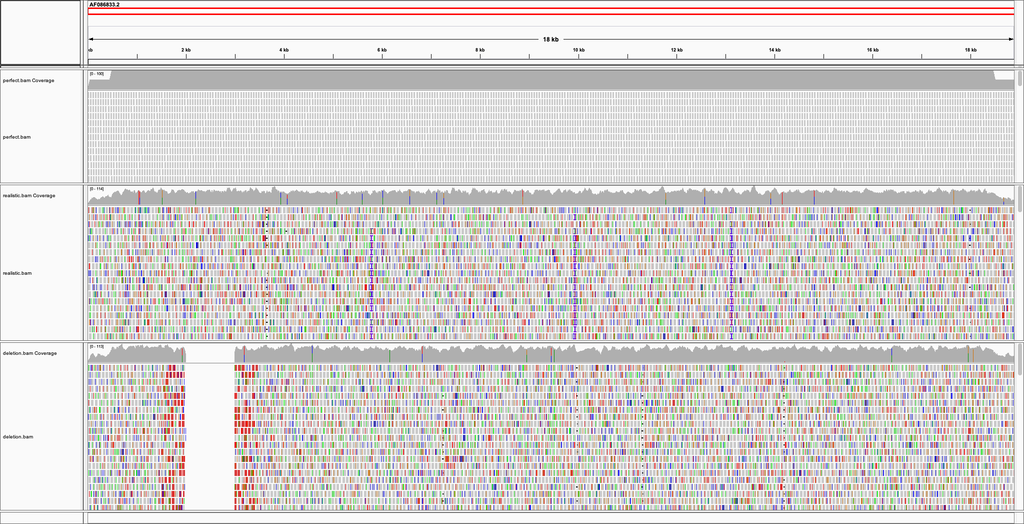 AF086833.2
18 kb
kb 2 kb 4 kb 6 kb 8 kb 10 kb 12 kb 14 kb 16 kb 18 kb
[0 - 100]
perfect.bam Coverage
perfect.bam
[0 - 114]
realistic.bam Coverage
realistic.bam
[0 - 113]
deletion.bam Coverage
deletion.bam